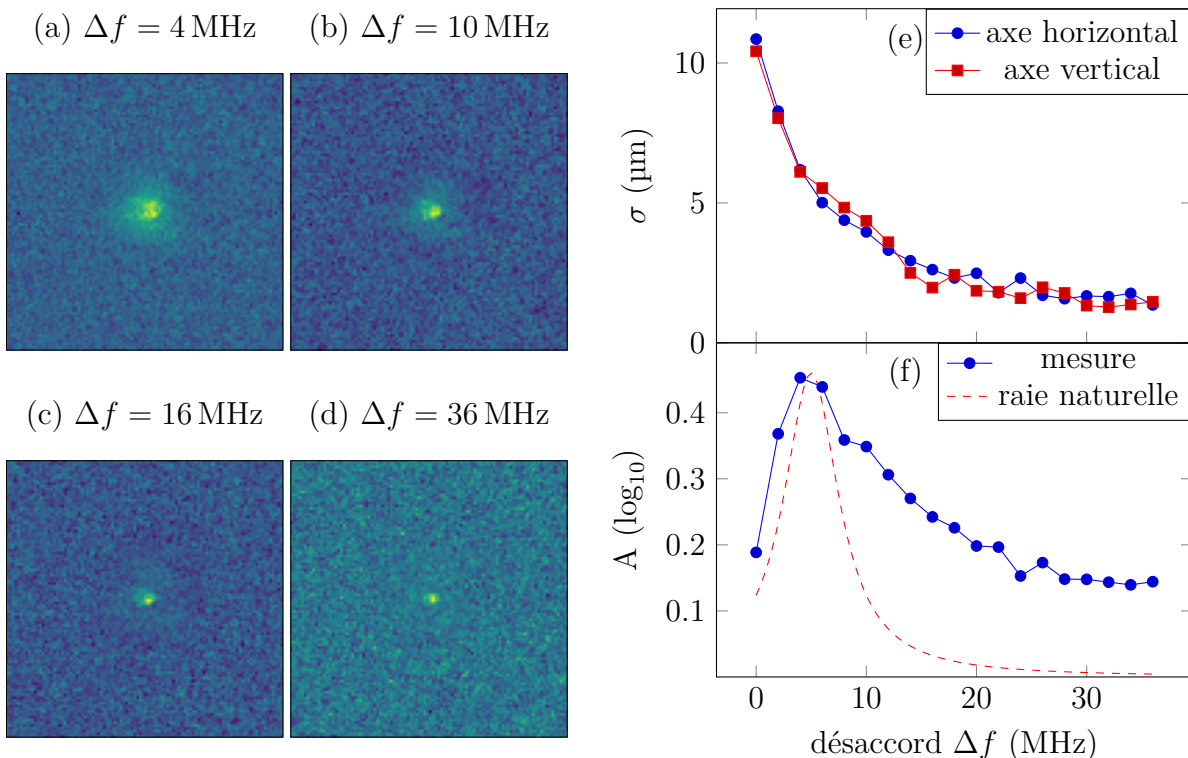 (a) Δf = 4 MHz
(b) Δf = 10 MHz
(c) Δf = 16 MHz
(d) Δf = 36 MHz
(e)
axe horizontal
axe vertical
10
5
0
σ (µm)
(f)
mesure
raie naturelle
0.4
0.3
0.2
0.1
A (log₁₀)
0 10 20 30
désaccord Δf (MHz)